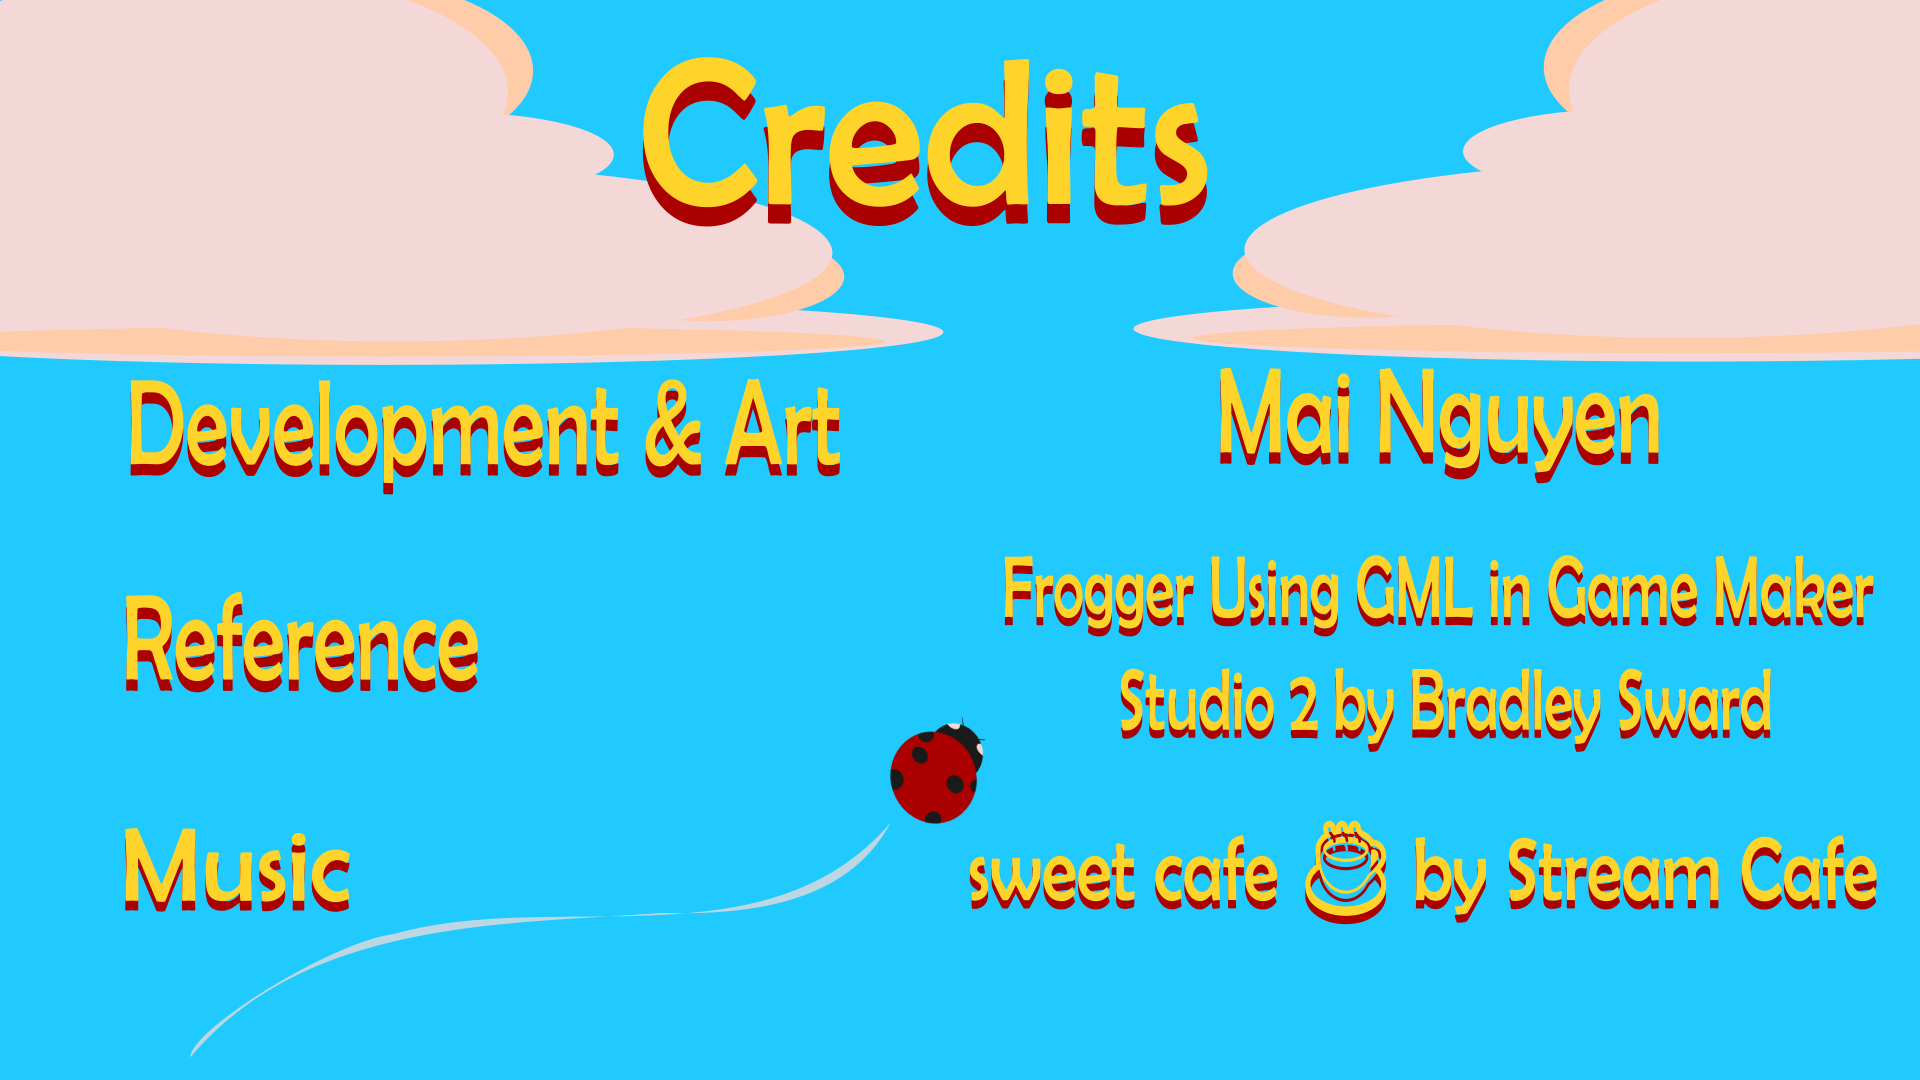 Credits
Development & Art
Mai Nguyen
Reference
Frogger Using GML in Game Maker
Studio 2 by Bradley Sward
Music
sweet cafe ☕ by Stream Cafe